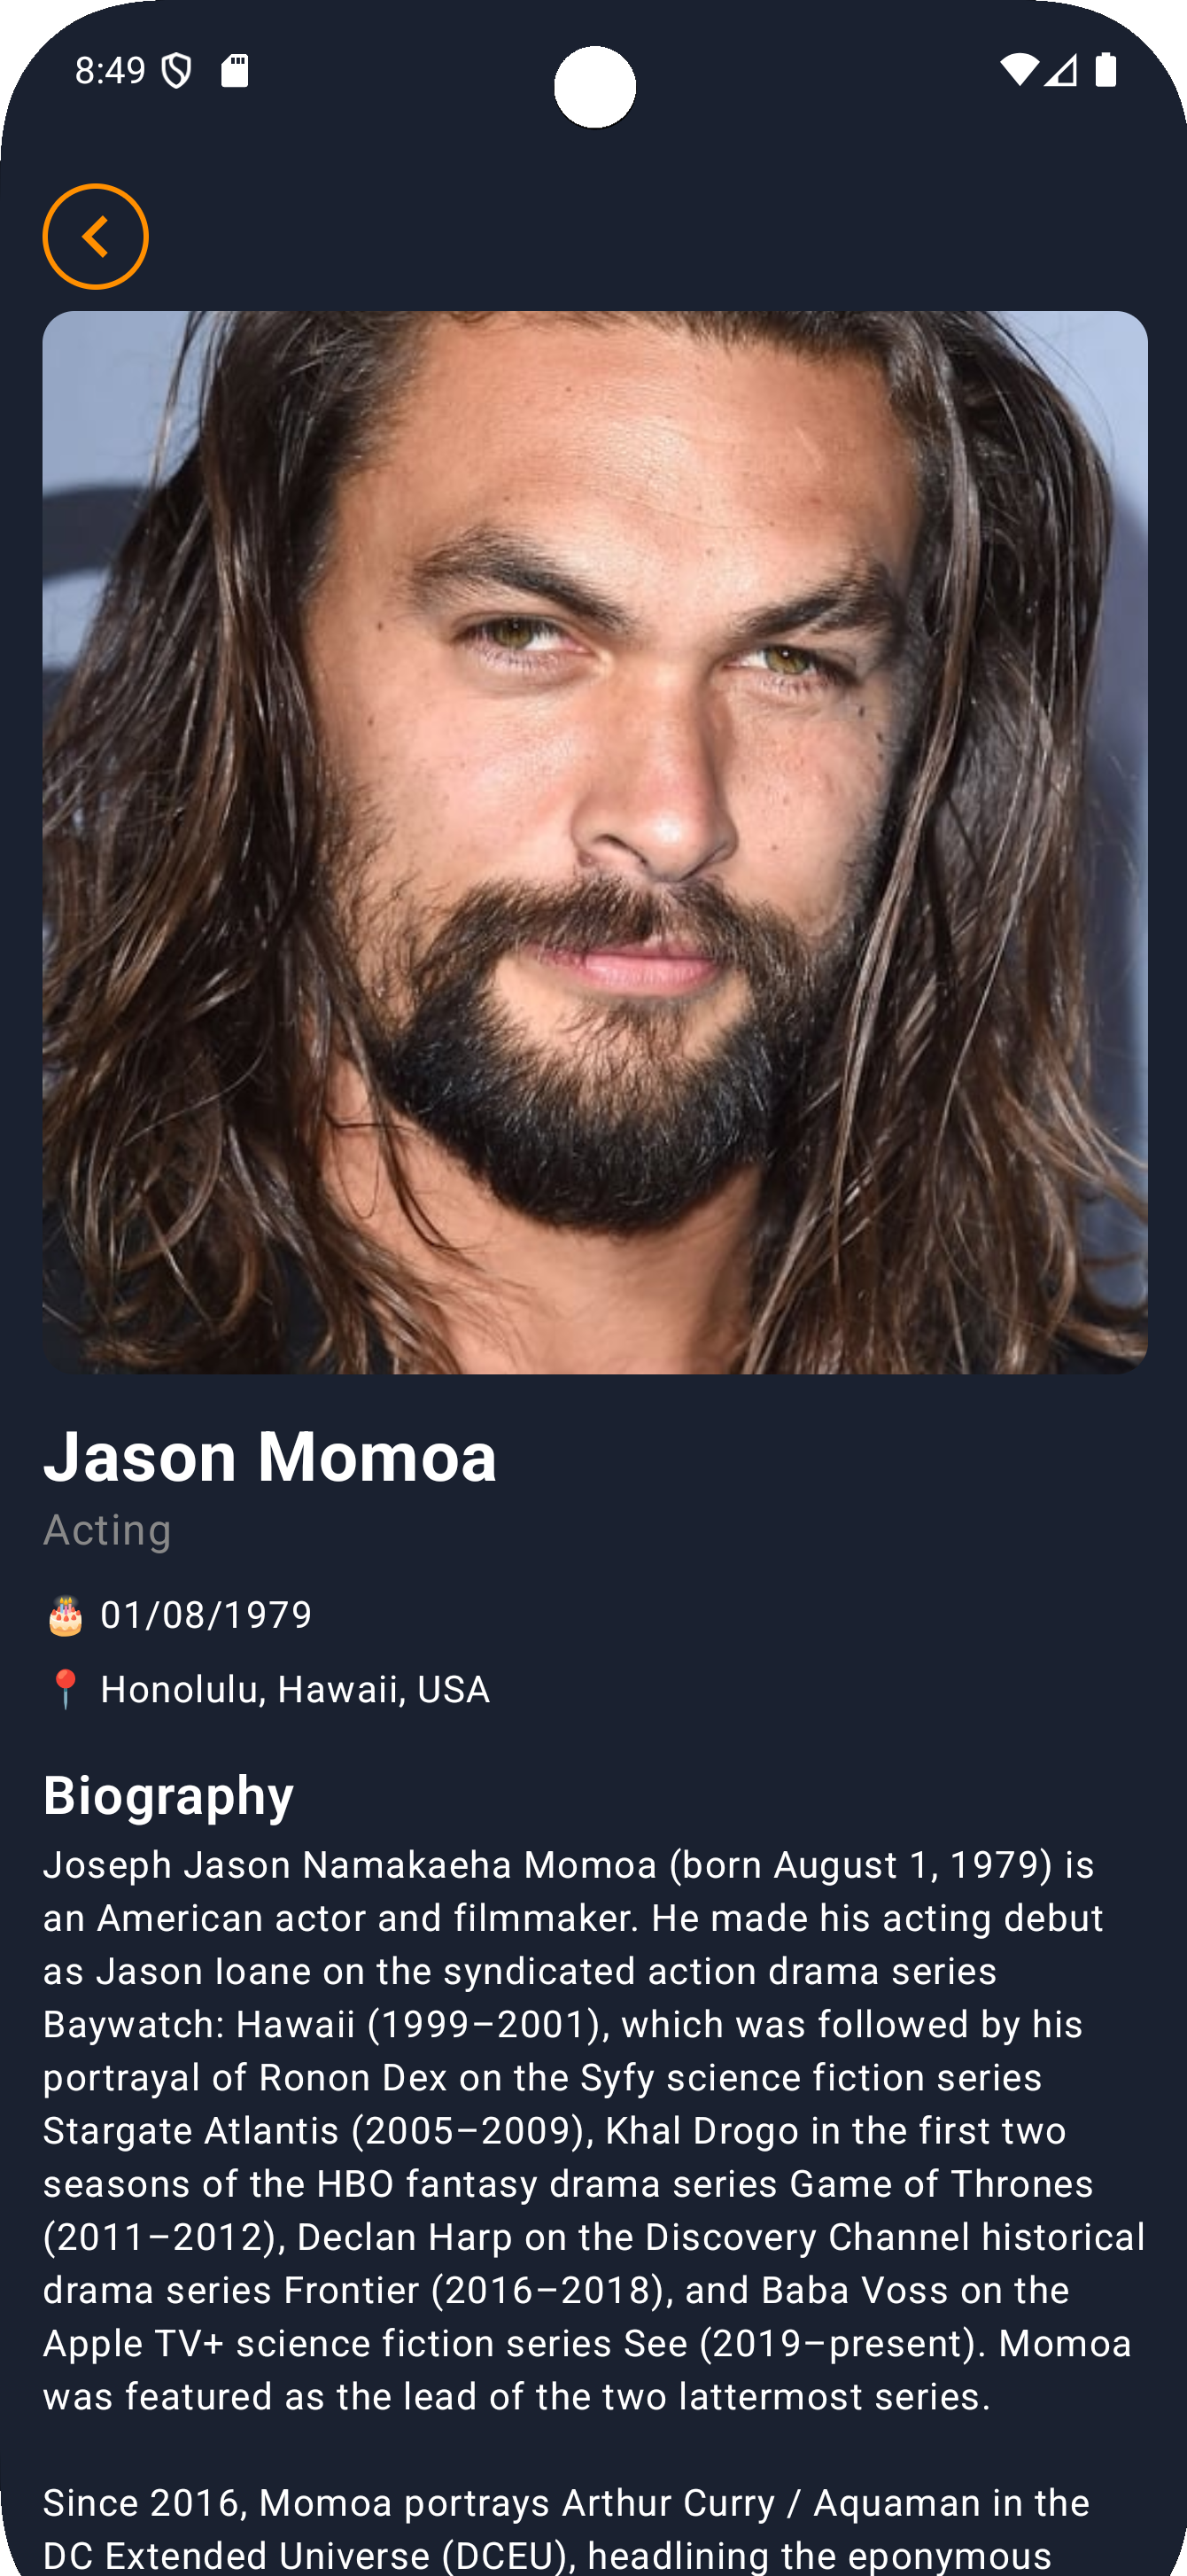 8:49
Jason Momoa
Acting
🎂 01/08/1979
📍 Honolulu, Hawaii, USA
Biography
Joseph Jason Namakaeha Momoa (born August 1, 1979) is
an American actor and filmmaker. He made his acting debut
as Jason Ioane on the syndicated action drama series
Baywatch: Hawaii (1999–2001), which was followed by his
portrayal of Ronon Dex on the Syfy science fiction series
Stargate Atlantis (2005–2009), Khal Drogo in the first two
seasons of the HBO fantasy drama series Game of Thrones
(2011–2012), Declan Harp on the Discovery Channel historical
drama series Frontier (2016–2018), and Baba Voss on the
Apple TV+ science fiction series See (2019–present). Momoa
was featured as the lead of the two lattermost series.
Since 2016, Momoa portrays Arthur Curry / Aquaman in the
DC Extended Universe (DCEU), headlining the eponymous